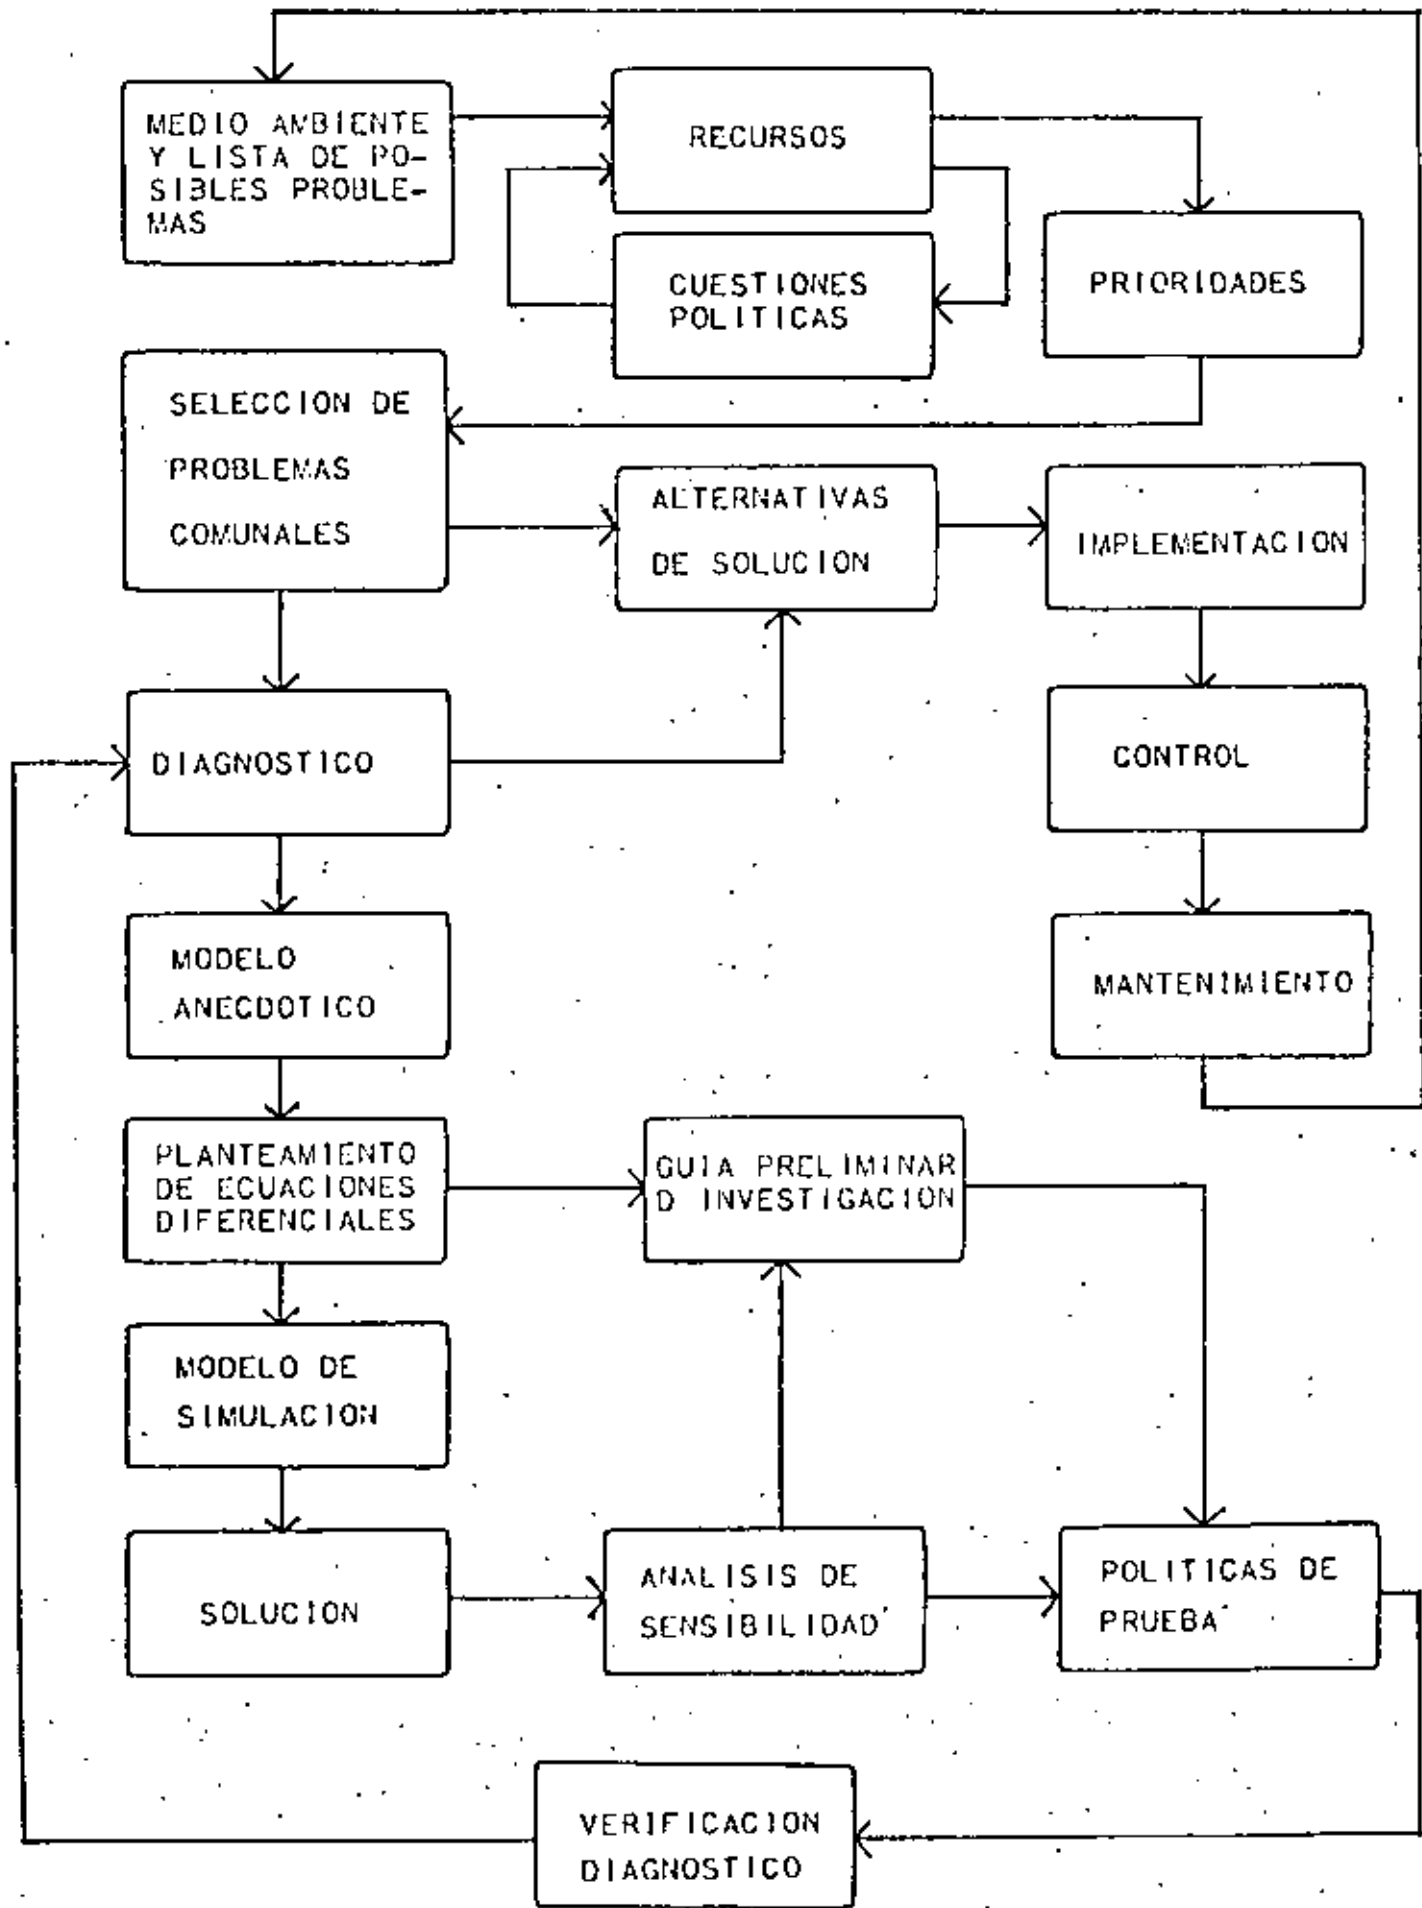 MEDIO AMBIENTE
Y LISTA DE PO-
SIBLES PROBLE-
MAS
RECURSOS
CUESTIONES
POLITICAS
PRIORIDADES
SELECCION DE
PROBLEMAS
COMUNALES
ALTERNATIVAS
DE SOLUCION
IMPLEMENTACION
DIAGNOSTICO
CONTROL
MODELO
ANECDOTICO
MANTENIMIENTO
PLANTEAMIENTO
DE ECUACIONES
DIFERENCIALES
GUIA PRELIMINAR
D INVESTIGACION
MODELO DE
SIMULACION
SOLUCION
ANALISIS DE
SENSIBILIDAD
POLITICAS DE
PRUEBA
VERIFICACION
DIAGNOSTICO